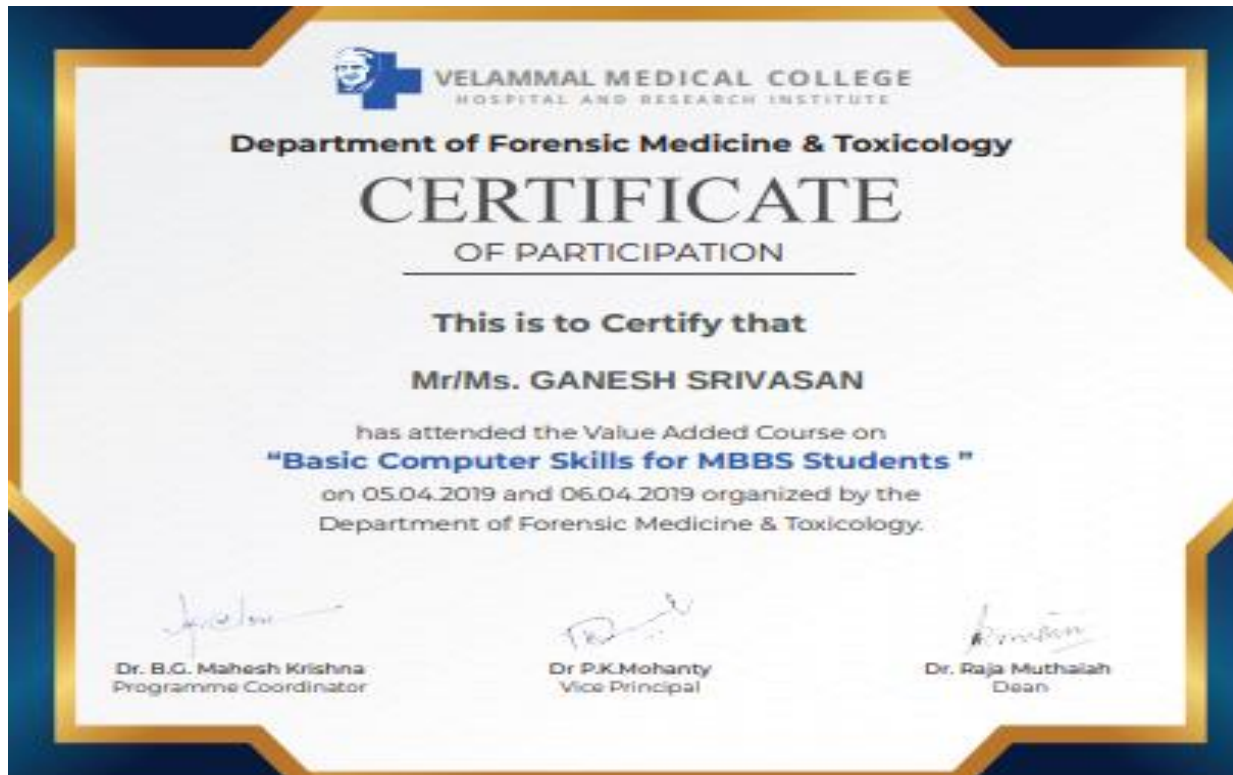 VELAMMAL MEDICAL COLLEGE
HOSPITAL AND RESEARCH INSTITUTE
Department of Forensic Medicine & Toxicology
CERTIFICATE
OF PARTICIPATION
This is to Certify that
Mr/Ms. GANESH SRIVASAN
has attended the Value Added Course on
“Basic Computer Skills for MBBS Students ”
on 05.04.2019 and 06.04.2019 organized by the
Department of Forensic Medicine & Toxicology.
Dr. B.G. Mahesh Krishna
Programme Coordinator
Dr P.K.Mohanty
Vice Principal
Dr. Raja Muthaiah
Dean